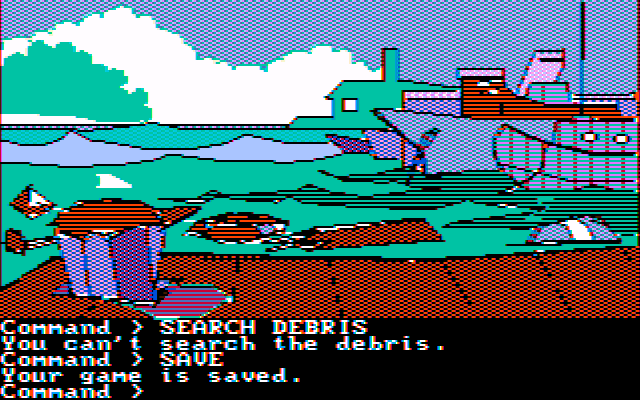 Command > SEARCH DEBRIS
You can't search the debris.
Command > SAVE
Your game is saved.
Command >